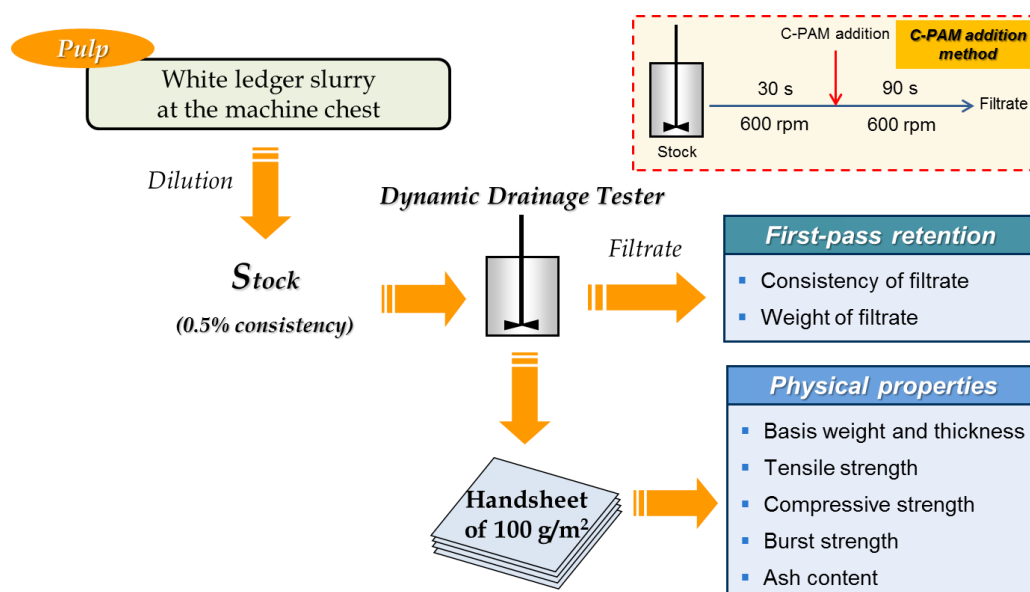 Pulp
White ledger slurry
at the machine chest
C-PAM addition
C-PAM addition
method
30 s
90 s
600 rpm
600 rpm
Filtrate
Stock
Dilution
Dynamic Drainage Tester
Stock
(0.5% consistency)
Filtrate
First-pass retention
▪ Consistency of filtrate
▪ Weight of filtrate
Handsheet
of 100 g/m²
Physical properties
▪ Basis weight and thickness
▪ Tensile strength
▪ Compressive strength
▪ Burst strength
▪ Ash content